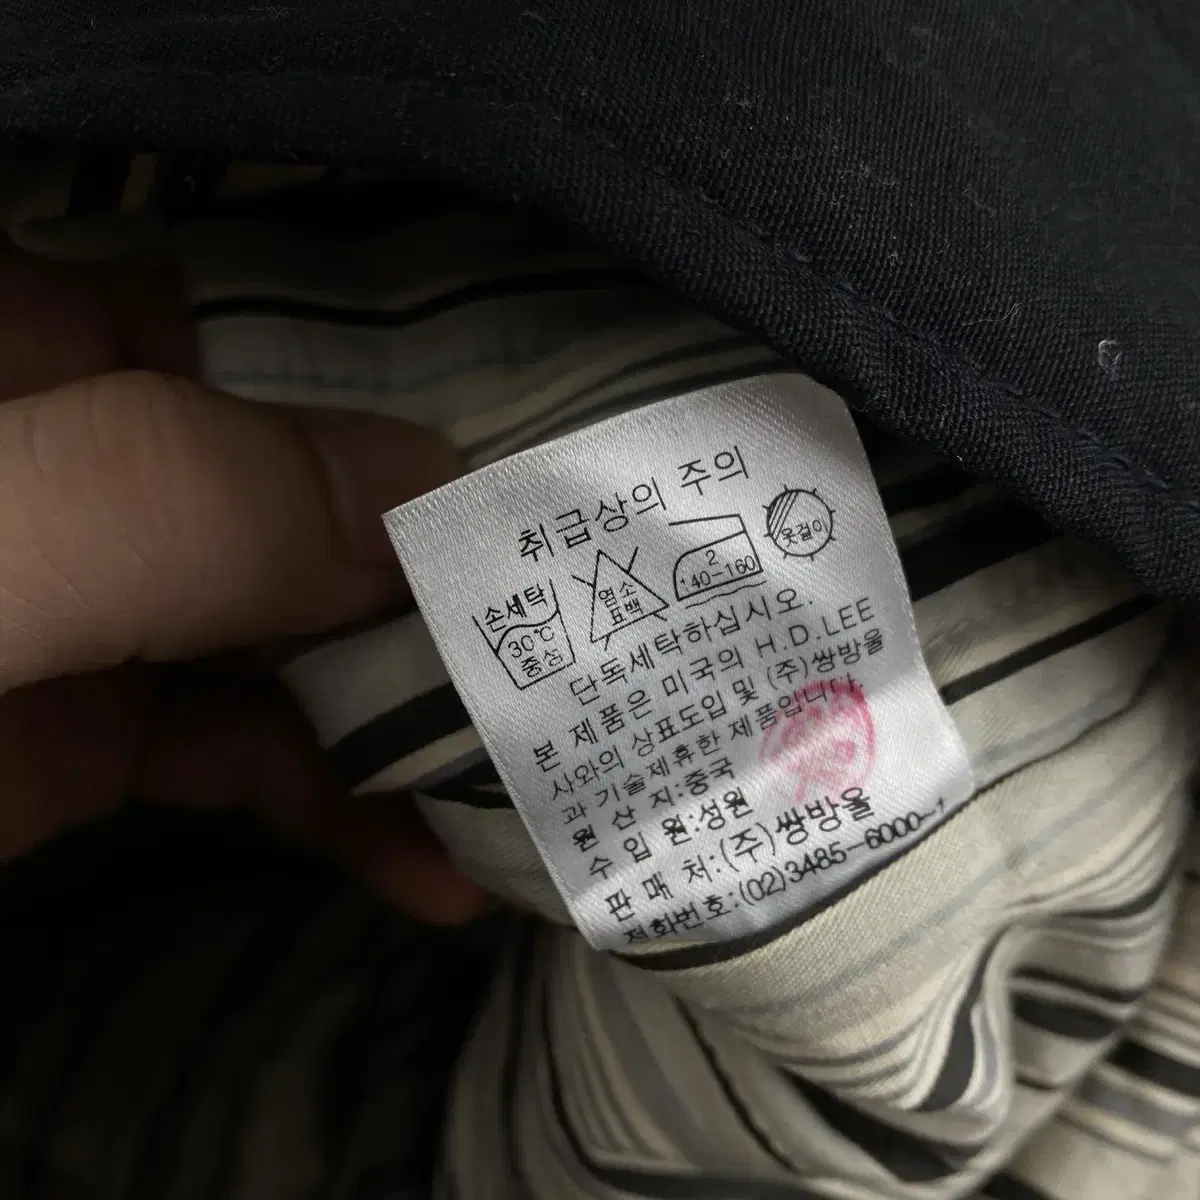 취급상의 주의
손세탁
30℃
중성
염소
표백
2
140-160
옷걸이
단독세탁하십시오.
본 제품은 미국의 H.D.LEE
사와의 상표도입 및 (주)쌍방울
과 기술제휴한 제품입니다.
원 산 지:중국
수 입 원:성원
판 매 처:(주)쌍방울
전화번호:(02)3485-6000~1